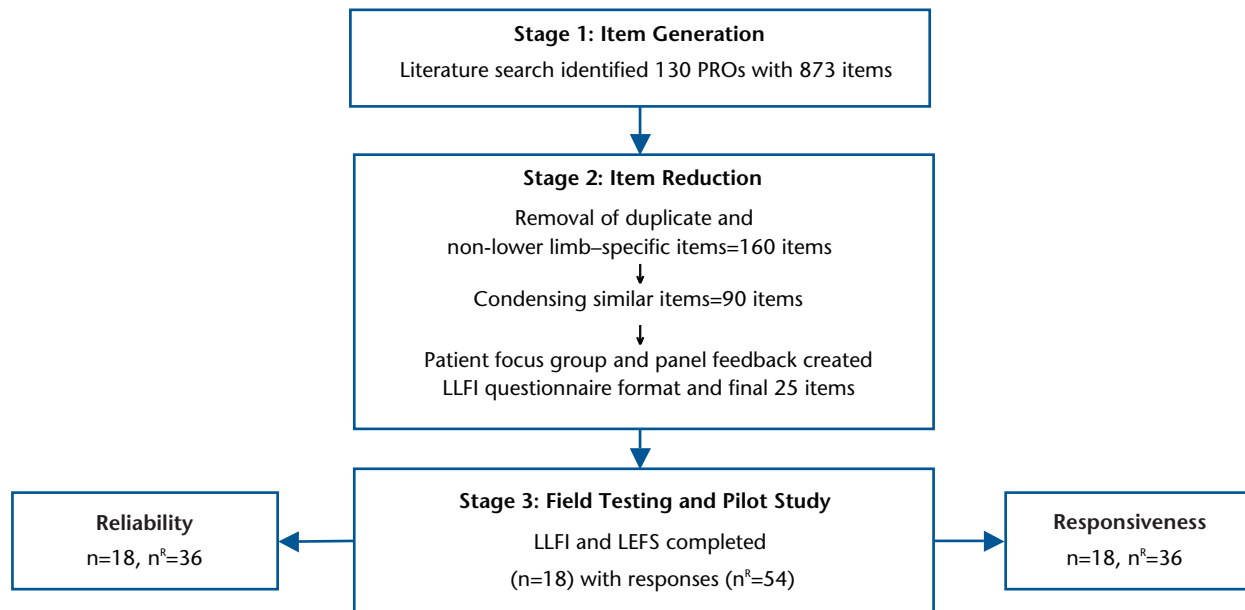 Stage 1: Item Generation
Literature search identified 130 PROs with 873 items
Stage 2: Item Reduction
Removal of duplicate and
non-lower limb–specific items=160 items
Condensing similar items=90 items
Patient focus group and panel feedback created
LLFI questionnaire format and final 25 items
Stage 3: Field Testing and Pilot Study
LLFI and LEFS completed
(n=18) with responses (nᴿ=54)
Reliability
n=18, nᴿ=36
Responsiveness
n=18, nᴿ=36